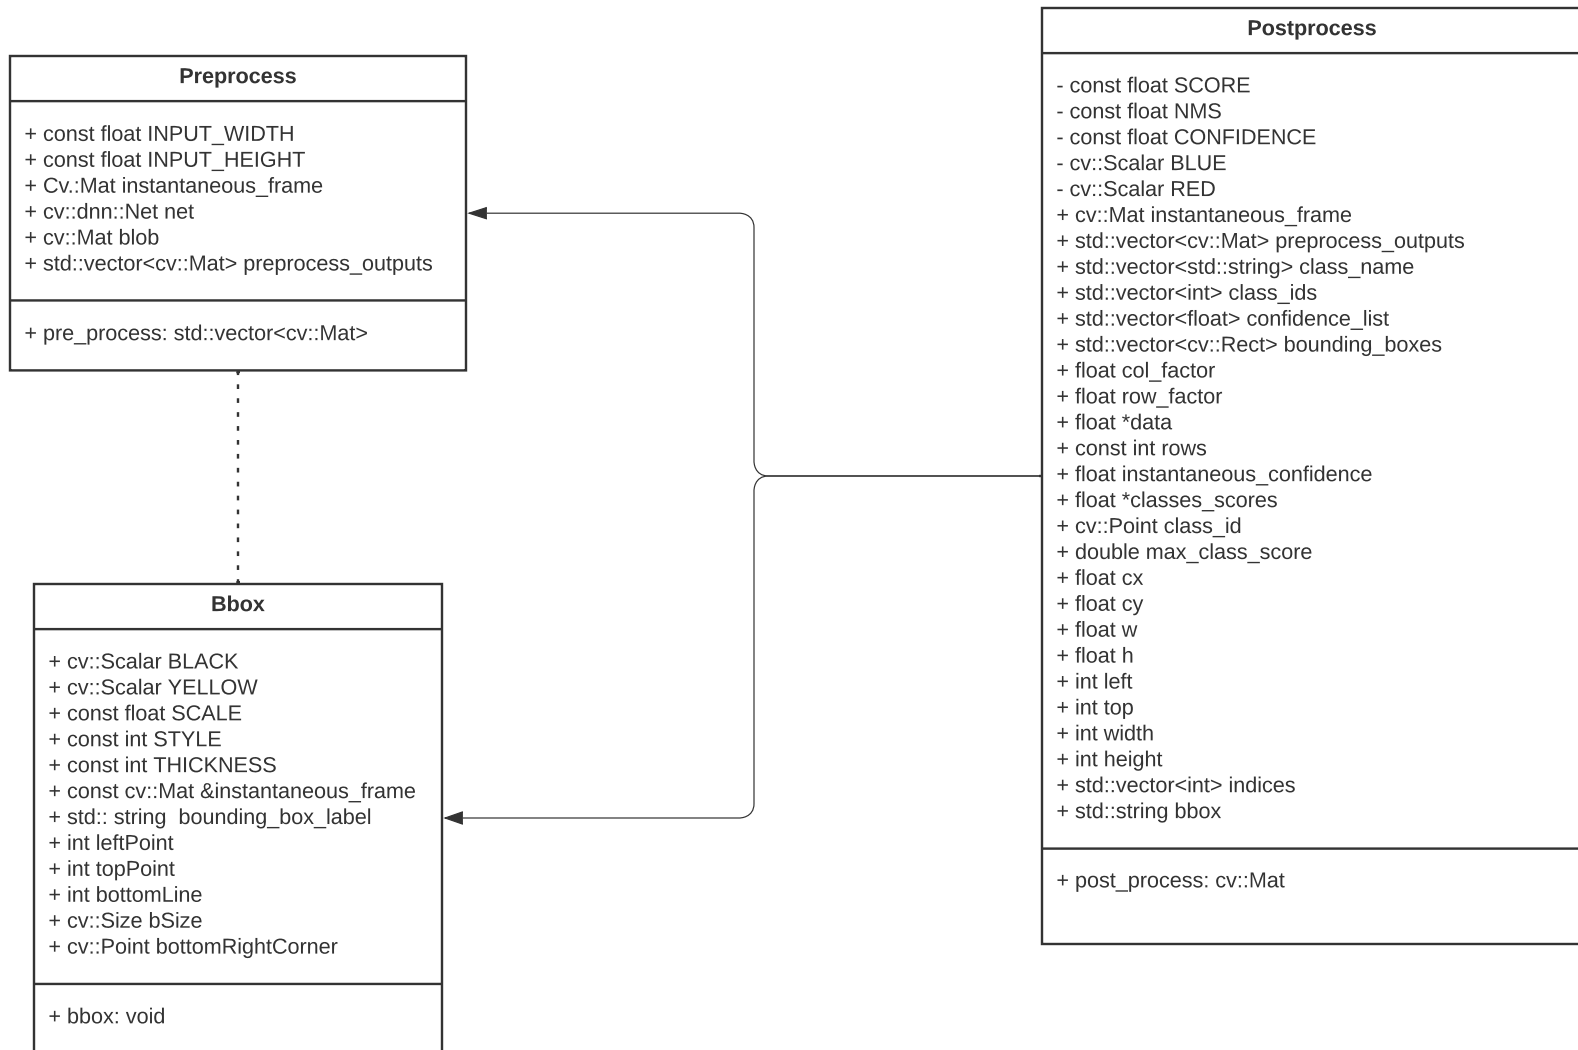 Preprocess
+ const float INPUT_WIDTH
+ const float INPUT_HEIGHT
+ Cv.:Mat instantaneous_frame
+ cv::dnn::Net net
+ cv::Mat blob
+ std::vector<cv::Mat> preprocess_outputs
+ pre_process: std::vector<cv::Mat>
Bbox
+ cv::Scalar BLACK
+ cv::Scalar YELLOW
+ const float SCALE
+ const int STYLE
+ const int THICKNESS
+ const cv::Mat &instantaneous_frame
+ std:: string  bounding_box_label
+ int leftPoint
+ int topPoint
+ int bottomLine
+ cv::Size bSize
+ cv::Point bottomRightCorner
+ bbox: void
Postprocess
- const float SCORE
- const float NMS
- const float CONFIDENCE
- cv::Scalar BLUE
- cv::Scalar RED
+ cv::Mat instantaneous_frame
+ std::vector<cv::Mat> preprocess_outputs
+ std::vector<std::string> class_name
+ std::vector<int> class_ids
+ std::vector<float> confidence_list
+ std::vector<cv::Rect> bounding_boxes
+ float col_factor
+ float row_factor
+ float *data
+ const int rows
+ float instantaneous_confidence
+ float *classes_scores
+ cv::Point class_id
+ double max_class_score
+ float cx
+ float cy
+ float w
+ float h
+ int left
+ int top
+ int width
+ int height
+ std::vector<int> indices
+ std::string bbox
+ post_process: cv::Mat